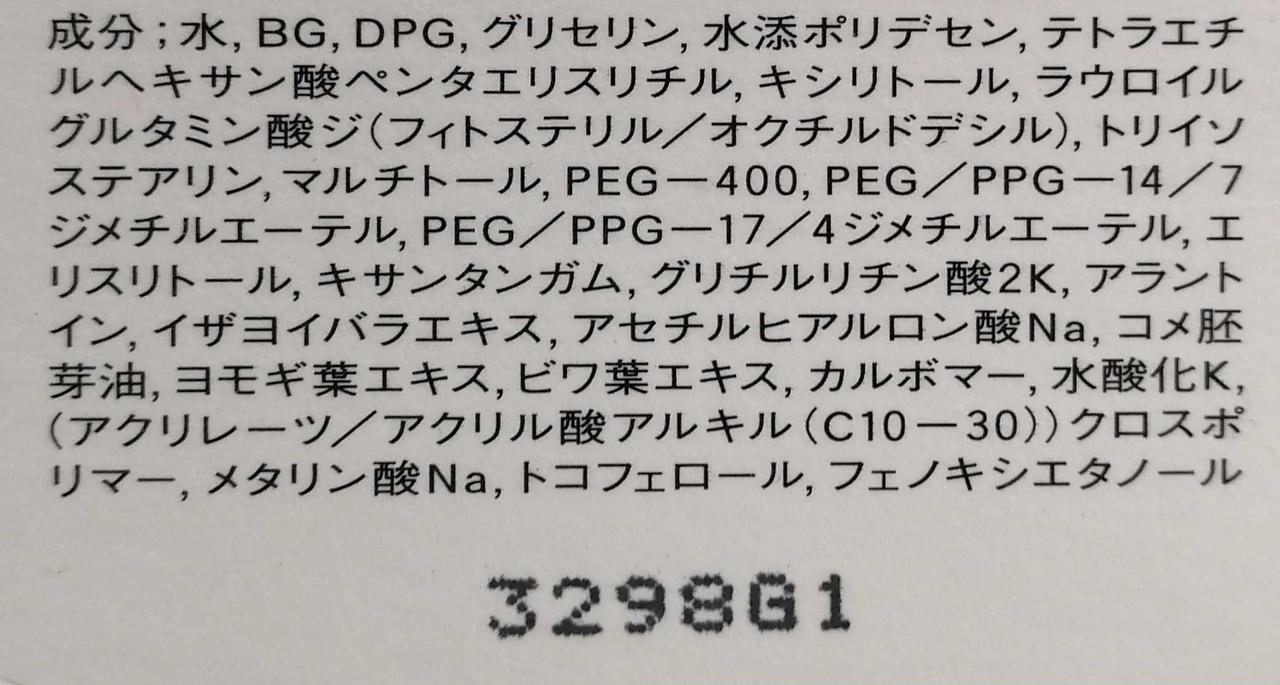 成分；水, BG, DPG, グリセリン, 水添ポリデセン, テトラエチ
ルヘキサン酸ペンタエリスリチル, キシリトール, ラウロイル
グルタミン酸ジ（フィトステリル／オクチルドデシル）, トリイソ
ステアリン, マルチトール, PEG－400, PEG／PPG－14／7
ジメチルエーテル, PEG／PPG－17／4ジメチルエーテル, エ
リスリトール, キサンタンガム, グリチルリチン酸2K, アラント
イン, イザヨイバラエキス, アセチルヒアルロン酸Na, コメ胚
芽油, ヨモギ葉エキス, ビワ葉エキス, カルボマー, 水酸化K,
（アクリレーツ／アクリル酸アルキル（C10－30））クロスポ
リマー, メタリン酸Na, トコフェロール, フェノキシエタノール
3298G1